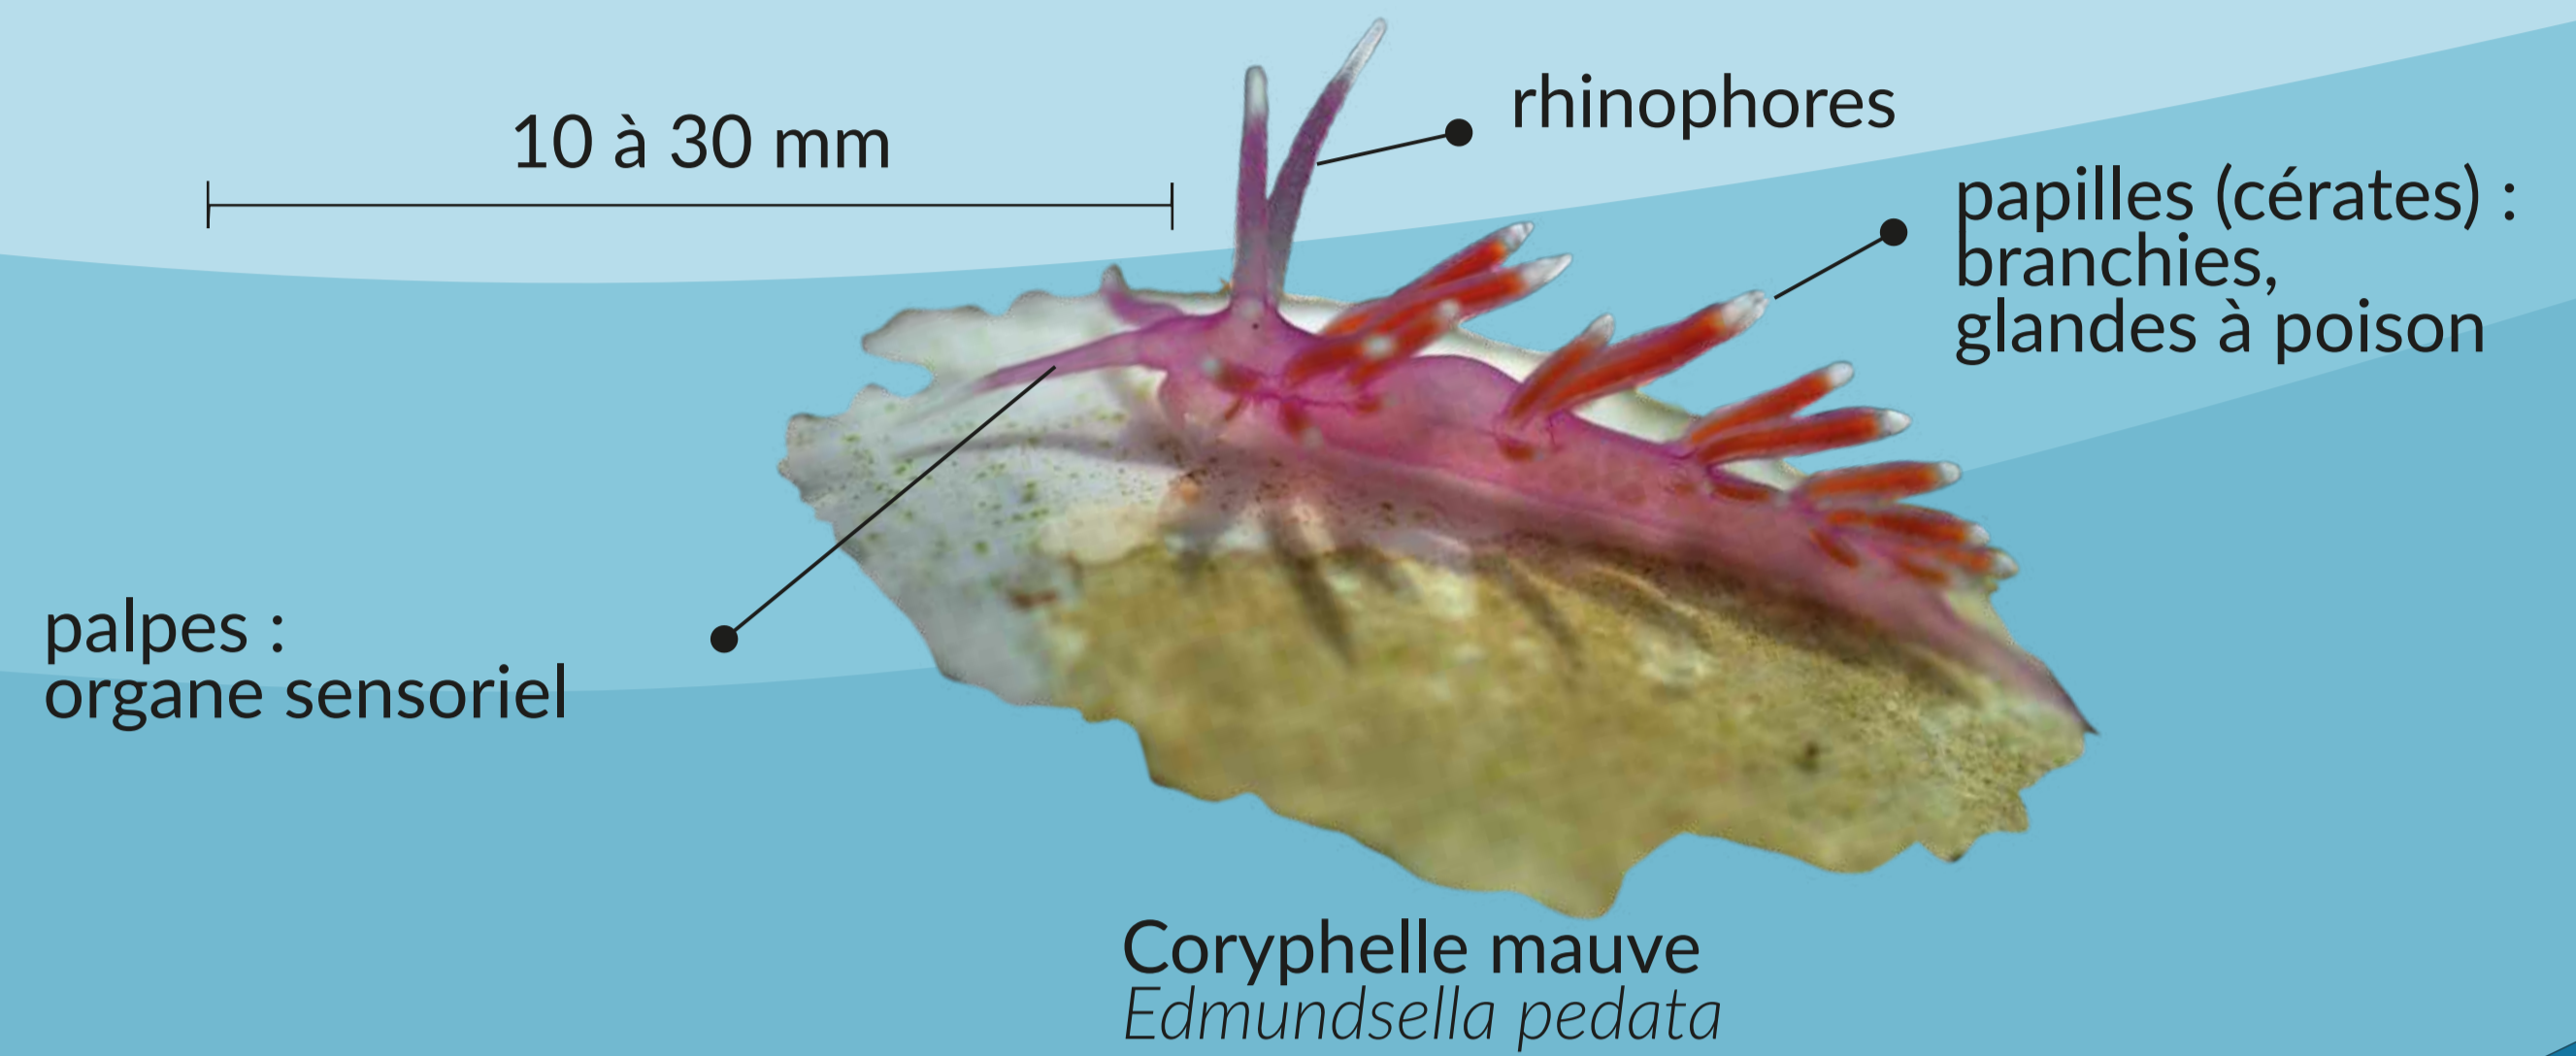 10 à 30 mm
rhinophores
papilles (cérates) :
branchies,
glandes à poison
palpes :
organe sensoriel
Coryphelle mauve
Edmundsella pedata